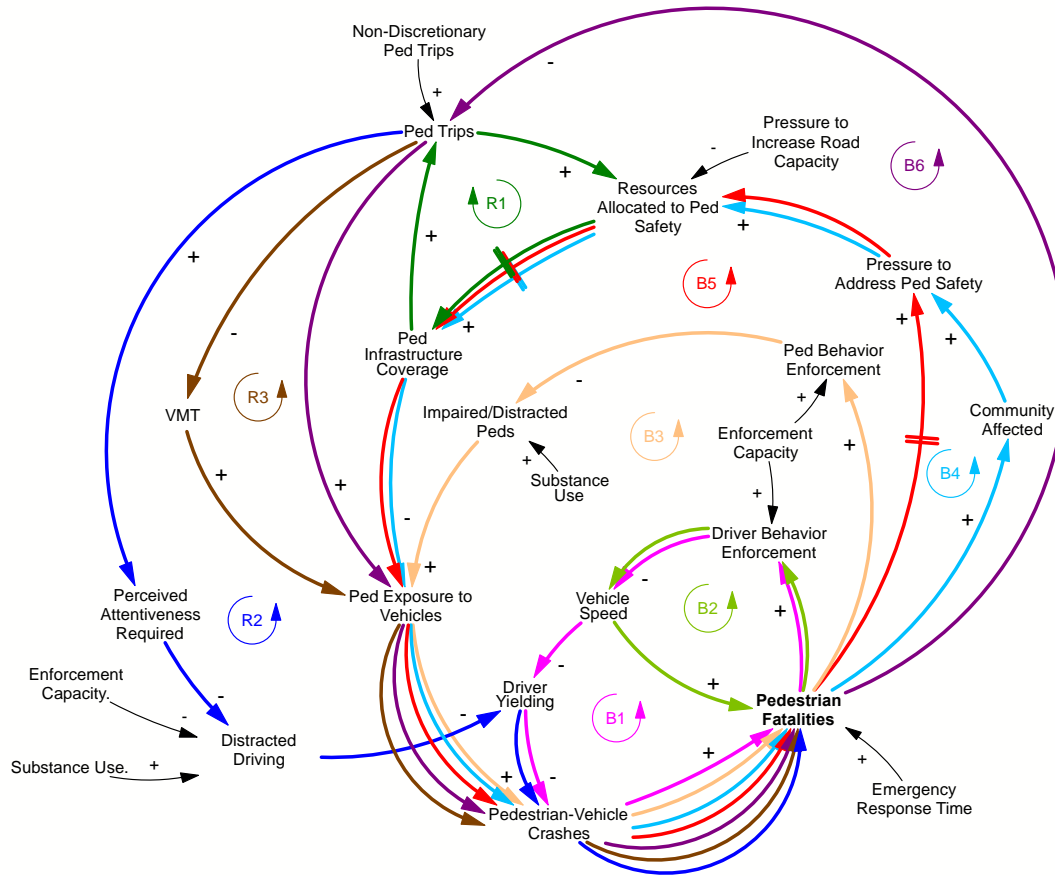 Non-Discretionary
Ped Trips
-
+
Ped Trips
Pressure to
Increase Road
Capacity
-
B6
+
Resources
Allocated to Ped
Safety
R1
+
+
+
B5
Pressure to
Address Ped Safety
-
+
Ped
Infrastructure
Coverage
+
+
Ped Behavior
Enforcement
-
R3
VMT
Impaired/Distracted
Peds
+
Community
Affected
B3
Enforcement
Capacity
+
+
+
Substance
Use
B4
+
+
+
-
+
Driver Behavior
Enforcement
+
-
Perceived
Attentiveness
Required
R2
Ped Exposure to
Vehicles
Vehicle
Speed
B2
+
Enforcement
Capacity.
-
-
+
Driver
Yielding
Pedestrian
Fatalities
-
-
B1
Distracted
Driving
Substance Use.
+
+
-
+
+
Emergency
Response Time
Pedestrian-Vehicle
Crashes